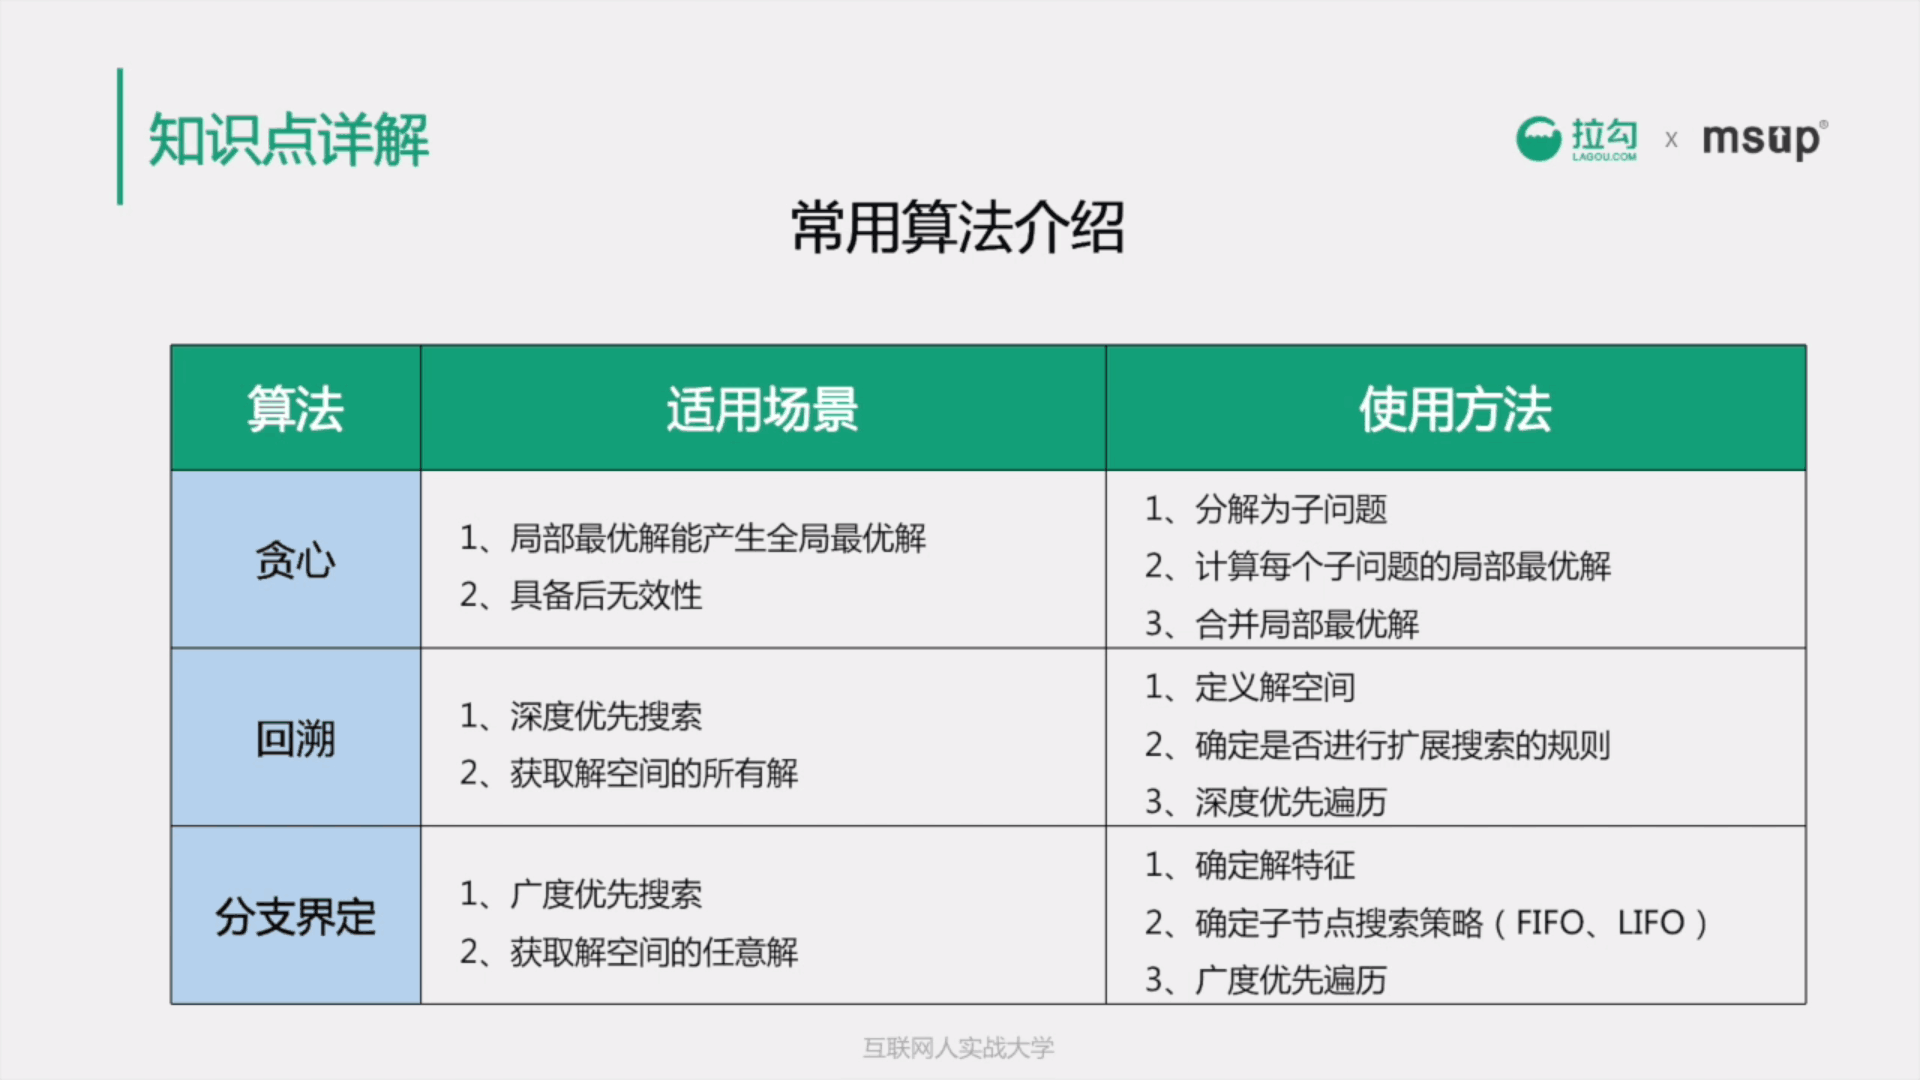 知识点详解
拉勾
LAGOU.COM
x
msup®
常用算法介绍
算法
适用场景
使用方法
贪心
1、局部最优解能产生全局最优解
2、具备后无效性
1、分解为子问题
2、计算每个子问题的局部最优解
3、合并局部最优解
回溯
1、深度优先搜索
2、获取解空间的所有解
1、定义解空间
2、确定是否进行扩展搜索的规则
3、深度优先遍历
分支界定
1、广度优先搜索
2、获取解空间的任意解
1、确定解特征
2、确定子节点搜索策略（FIFO、LIFO）
3、广度优先遍历
互联网人实战大学